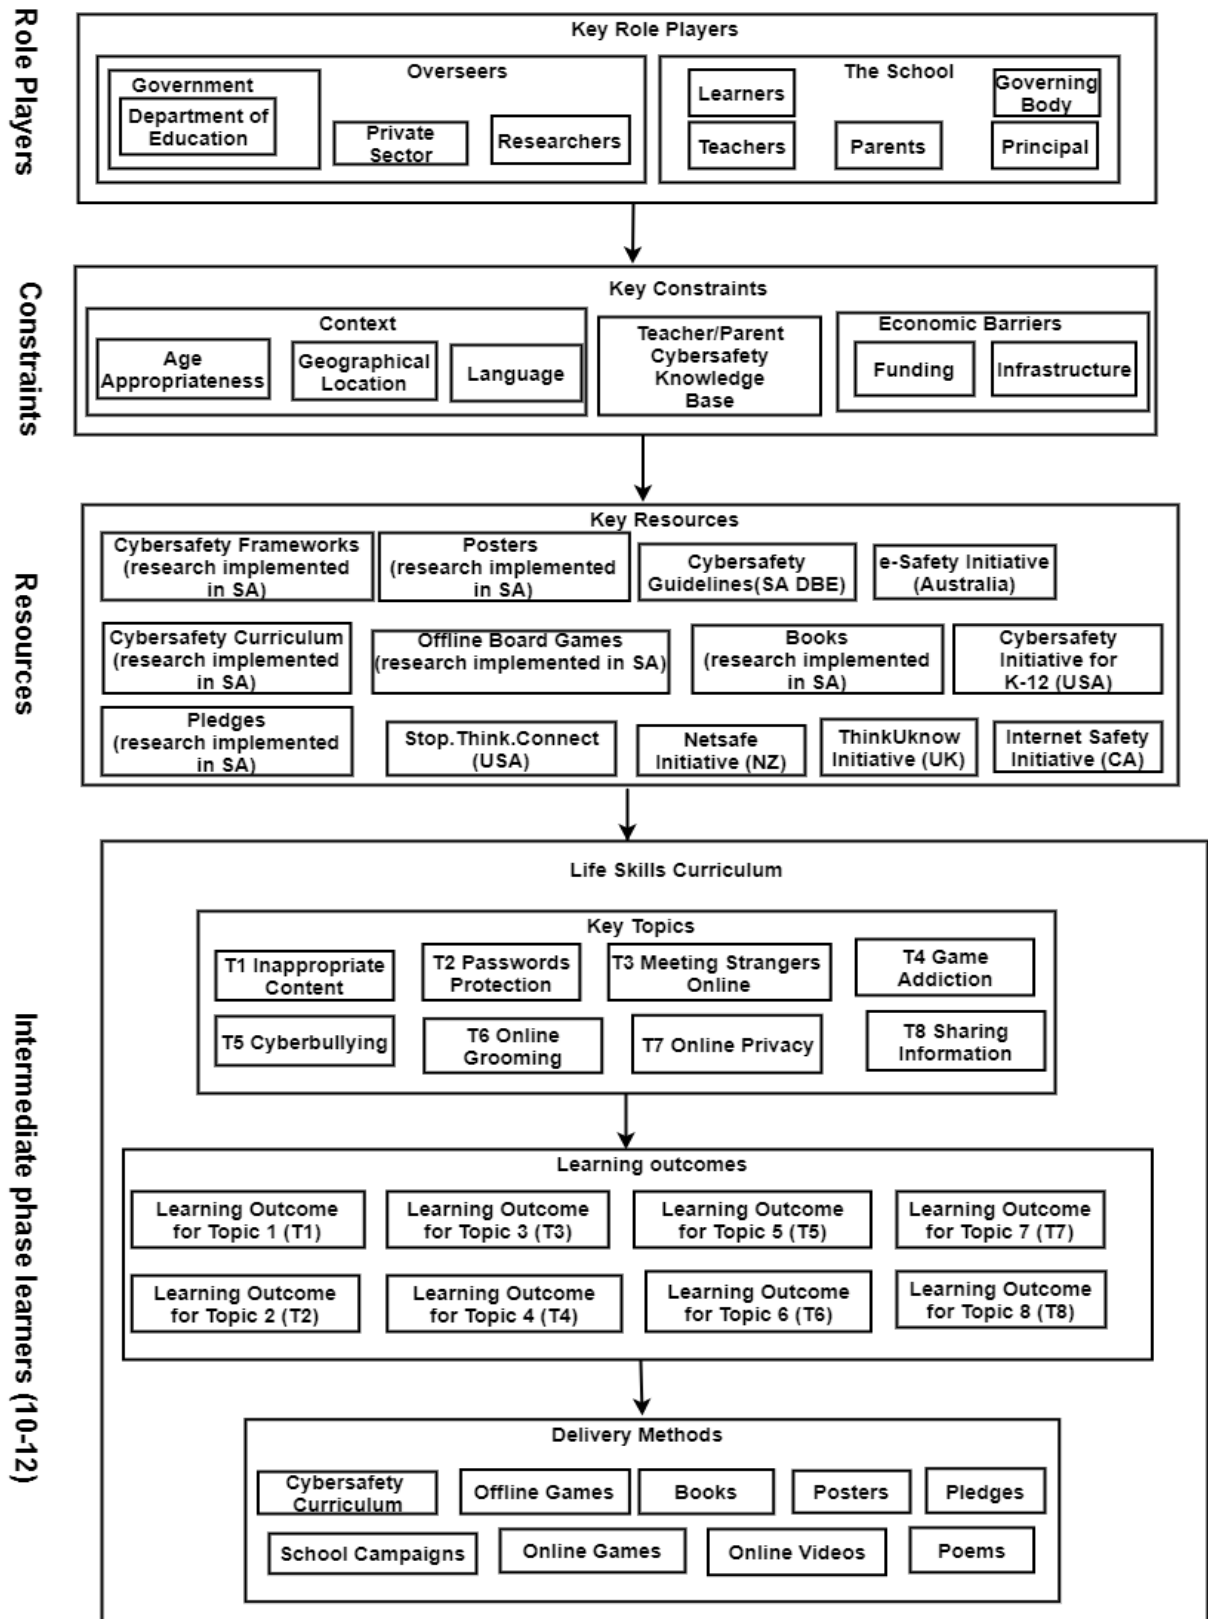 Role Players
Key Role Players
Overseers
Government
Department of
Education
Private
Sector
Researchers
The School
Learners
Governing
Body
Teachers
Parents
Principal
Constraints
Key Constraints
Context
Age
Appropriateness
Geographical
Location
Language
Teacher/Parent
Cybersafety
Knowledge
Base
Economic Barriers
Funding
Infrastructure
Resources
Key Resources
Cybersafety Frameworks
(research implemented
in SA)
Posters
(research implemented
in SA)
Cybersafety
Guidelines(SA DBE)
e-Safety Initiative
(Australia)
Cybersafety Curriculum
(research implemented
in SA)
Offline Board Games
(research implemented in SA)
Books
(research implemented
in SA)
Cybersafety
Initiative for
K-12 (USA)
Pledges
(research implemented
in SA)
Stop.Think.Connect
(USA)
Netsafe
Initiative (NZ)
ThinkUknow
Initiative (UK)
Internet Safety
Initiative (CA)
Intermediate phase learners (10-12)
Life Skills Curriculum
Key Topics
T1 Inappropriate
Content
T2 Passwords
Protection
T3 Meeting Strangers
Online
T4 Game
Addiction
T5 Cyberbullying
T6 Online
Grooming
T7 Online Privacy
T8 Sharing
Information
Learning outcomes
Learning Outcome
for Topic 1 (T1)
Learning Outcome
for Topic 3 (T3)
Learning Outcome
for Topic 5 (T5)
Learning Outcome
for Topic 7 (T7)
Learning Outcome
for Topic 2 (T2)
Learning Outcome
for Topic 4 (T4)
Learning Outcome
for Topic 6 (T6)
Learning Outcome
for Topic 8 (T8)
Delivery Methods
Cybersafety
Curriculum
Offline Games
Books
Posters
Pledges
School Campaigns
Online Games
Online Videos
Poems